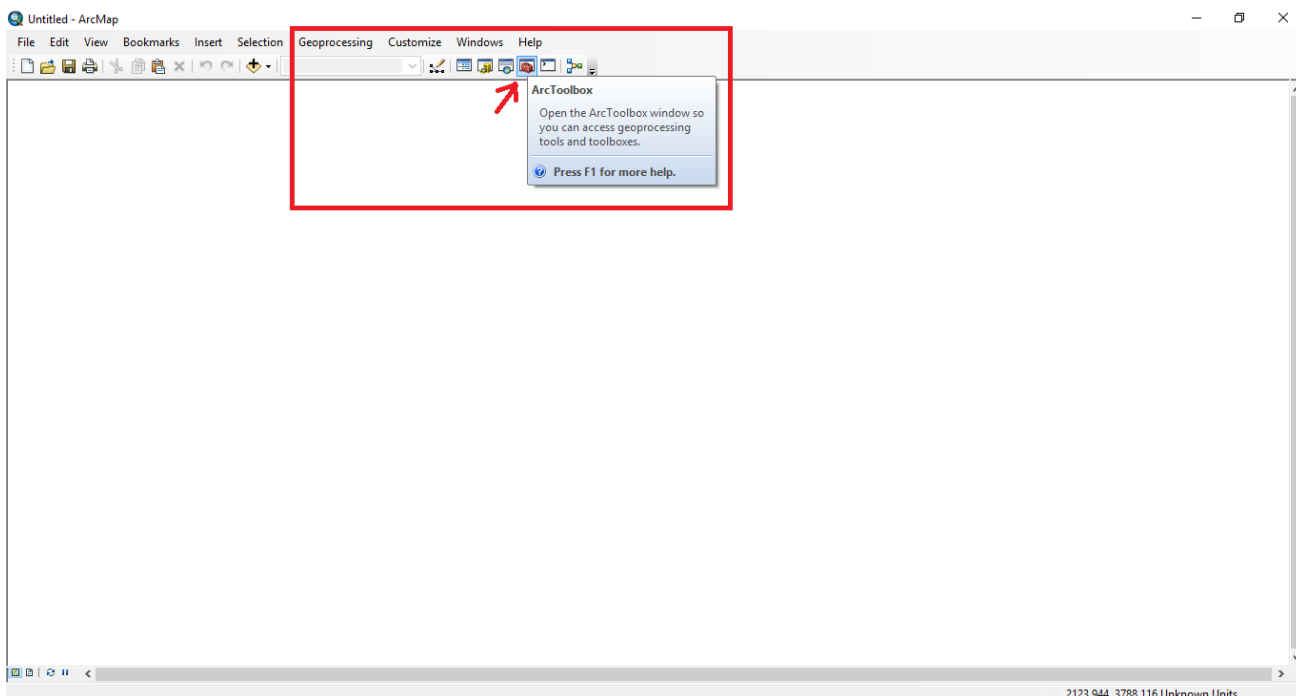 Untitled - ArcMap
File Edit View Bookmarks Insert Selection Geoprocessing Customize Windows Help
ArcToolbox
Open the ArcToolbox window so
you can access geoprocessing
tools and toolboxes.
Press F1 for more help.
2123.944 3788.116 Unknown Units